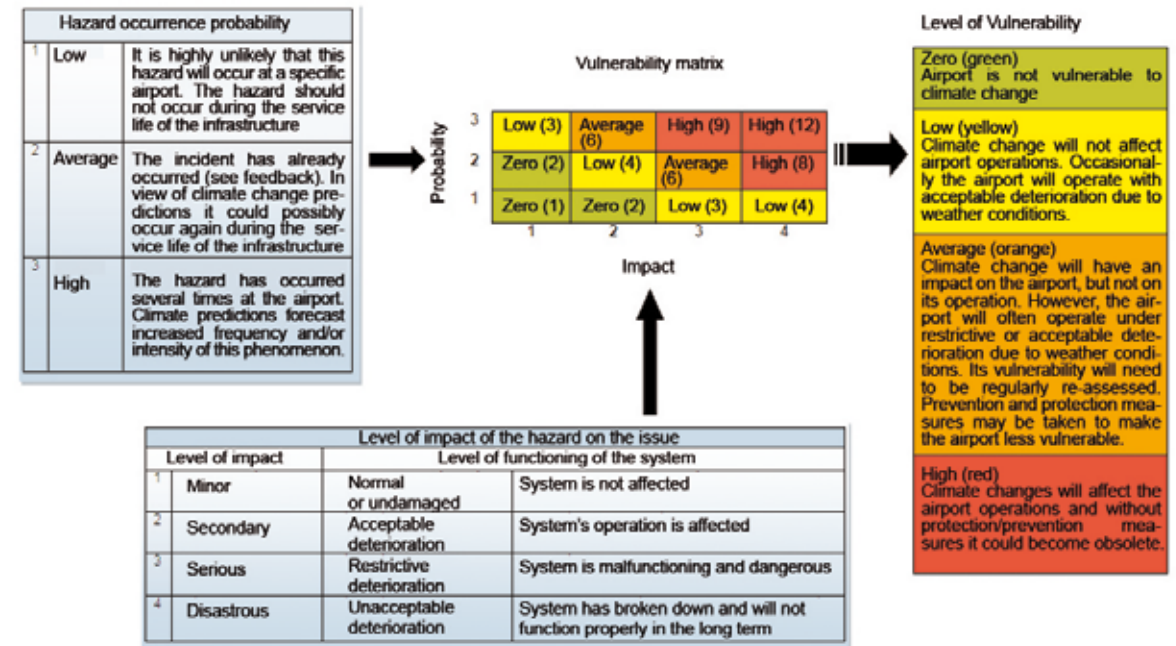 Hazard occurrence probability
1 Low It is highly unlikely that this
hazard will occur at a specific
airport. The hazard should
not occur during the service
life of the infrastructure
2 Average The incident has already
occurred (see feedback). In
view of climate change pre-
dictions it could possibly
occur again during the ser-
vice life of the infrastructure
3 High The hazard has occurred
several times at the airport.
Climate predictions forecast
increased frequency and/or
intensity of this phenomenon.
Vulnerability matrix
Probability
3 Low (3) Average (6) High (9) High (12)
2 Zero (2) Low (4) Average (6) High (8)
1 Zero (1) Zero (2) Low (3) Low (4)
1 2 3 4
Impact
Level of impact of the hazard on the issue
Level of impact Level of functioning of the system
1 Minor Normal
or undamaged System is not affected
2 Secondary Acceptable
deterioration System's operation is affected
3 Serious Restrictive
deterioration System is malfunctioning and dangerous
4 Disastrous Unacceptable
deterioration System has broken down and will not
function properly in the long term
Level of Vulnerability
Zero (green)
Airport is not vulnerable to
climate change
Low (yellow)
Climate change will not affect
airport operations. Occasional-
ly the airport will operate with
acceptable deterioration due to
weather conditions.
Average (orange)
Climate change will have an
impact on the airport, but not on
its operation. However, the air-
port will often operate under
restrictive or acceptable dete-
rioration due to weather condi-
tions. Its vulnerability will need
to be regularly re-assessed.
Prevention and protection mea-
sures may be taken to make
the airport less vulnerable.
High (red)
Climate changes will affect the
airport operations and without
protection/prevention mea-
sures it could become obsolete.